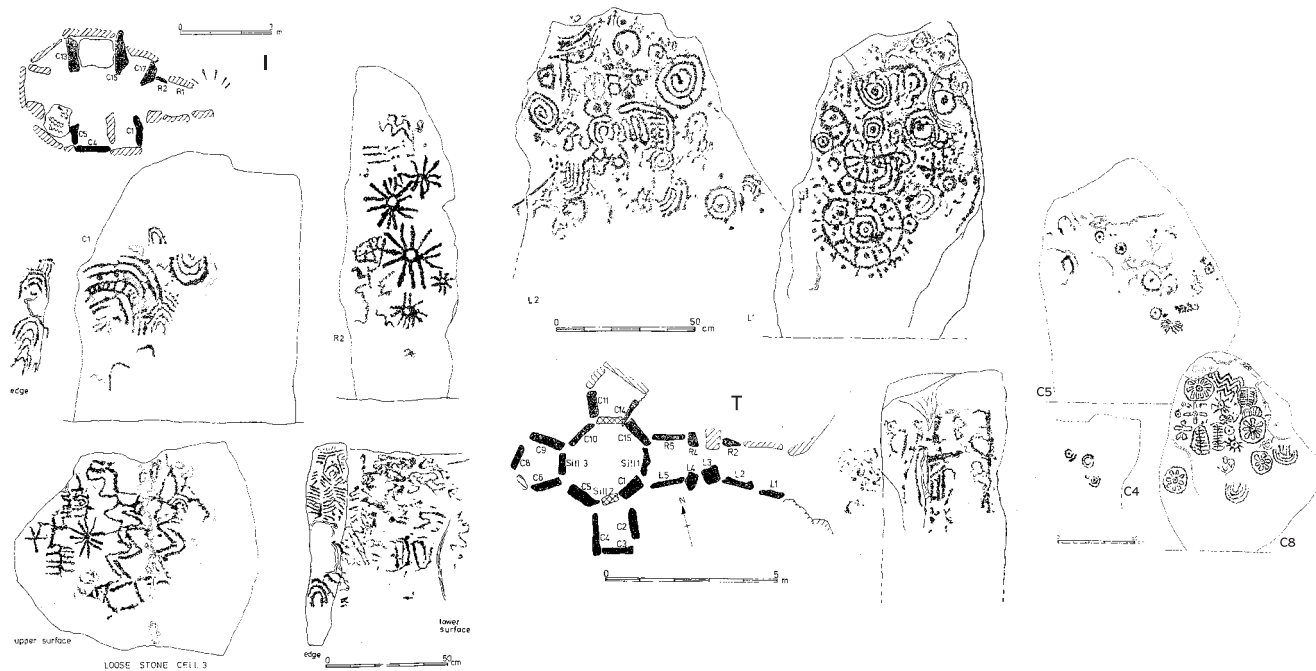 0 2
m
I
C13
C15
C17
R2
R1
C5
C4
C1
C1
edge
R2
L2
0 50
cm
L1
C5
C4
C8
T
C11
C14
C10
C15
C9
C8
Sill 3
C6
C5
Sill 2
C1
Sill 1
R5
R4
R2
L5
L4
L3
L2
L1
N
C2
C4
C3
0 5
m
upper surface
LOOSE STONE CELL 3
edge
lower
surface
0 50
cm